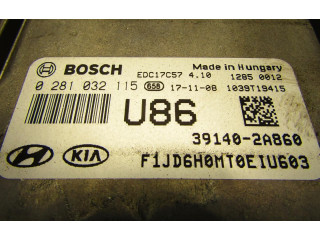 BOSCH
EDC17C57 4.10
Made in Hungary
1285 0012
0 281 032 115 658 17-11-08 1039T19415
U86
39140-2A860
KIA
F1JD6H0MT0EIU603